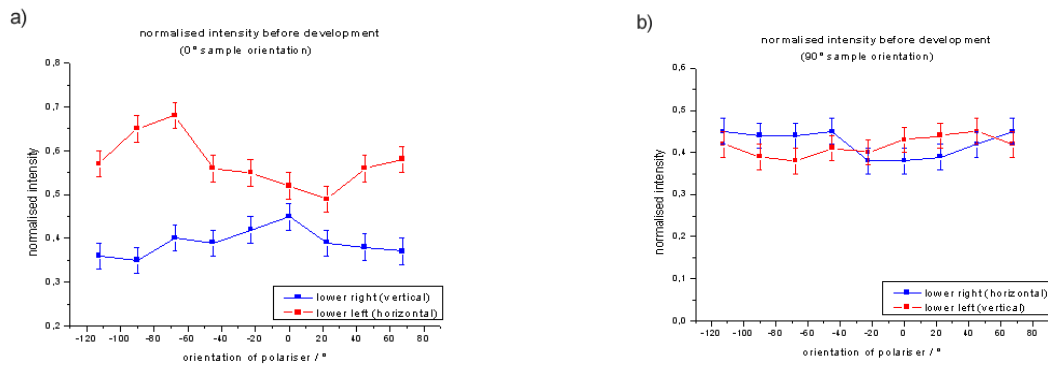 a)
normalised intensity before development
(0° sample orientation)
normalised intensity
0,8
0,7
0,6
0,5
0,4
0,3
0,2
lower right (vertical)
lower left (horizontal)
-120 -100 -80 -60 -40 -20 0 20 40 60 80
orientation of polariser / °
b)
normalised intensity before development
(90° sample orientation)
normalised intensity
0,6
0,5
0,4
0,3
0,2
0,1
0,0
lower right (horizontal)
lower left (vertical)
-120 -100 -80 -60 -40 -20 0 20 40 60 80
orientation of polariser / °